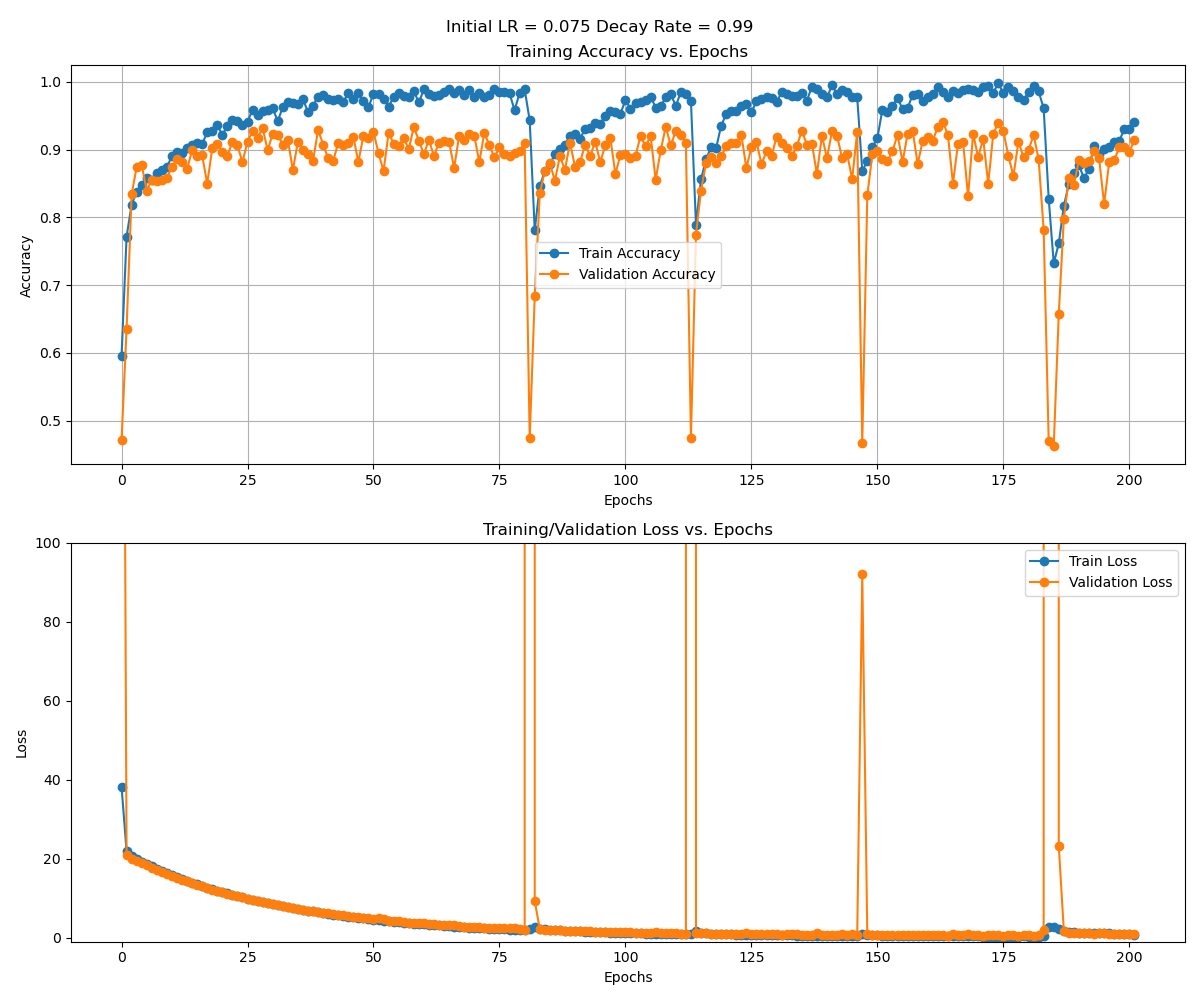 Initial LR = 0.075 Decay Rate = 0.99
Training Accuracy vs. Epochs
1.0
0.9
0.8
0.7
0.6
0.5
Accuracy
Train Accuracy
Validation Accuracy
0 25 50 75 100 125 150 175 200
Epochs
Training/Validation Loss vs. Epochs
100
80
60
40
20
0
Loss
Train Loss
Validation Loss
0 25 50 75 100 125 150 175 200
Epochs